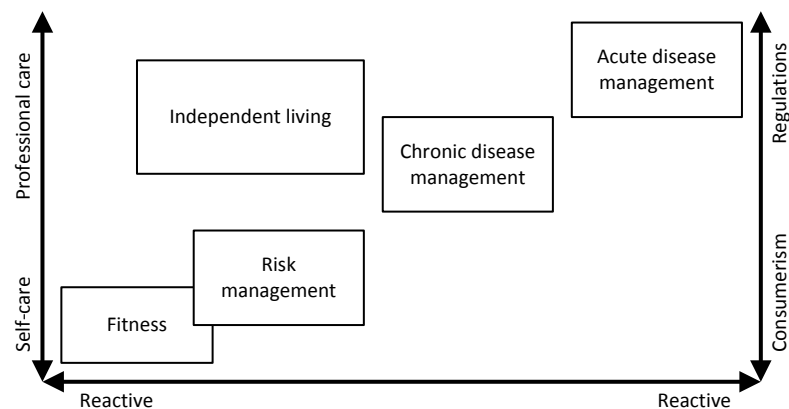 Professional care
Self-care
Independent living
Acute disease
management
Chronic disease
management
Risk
management
Fitness
Regulations
Consumerism
Reactive
Reactive